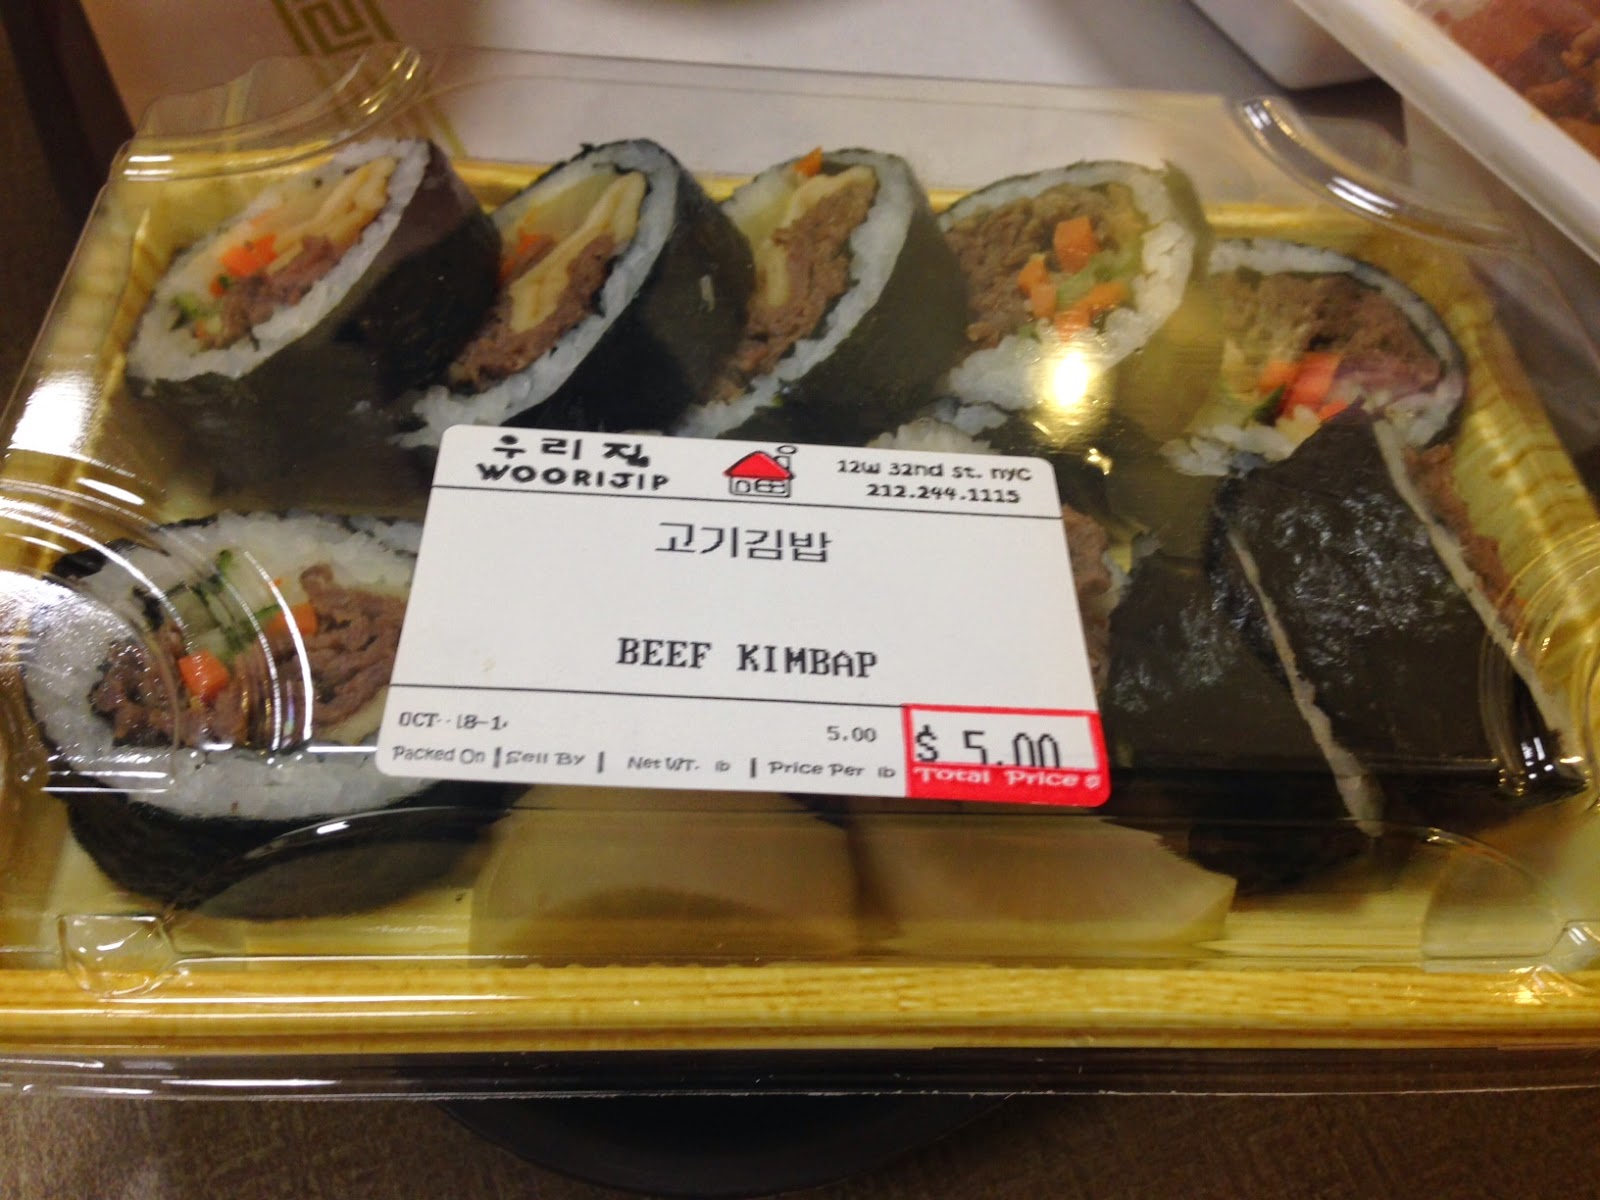 우리집
WOORIJIP
12W 32nd st. nyc
212.244.1115
고기김밥
BEEF KIMBAP
OCT 18-1
5.00
$ 5.00
Packed On | Sell By | Net WT. lb | Price Per lb
Total Price